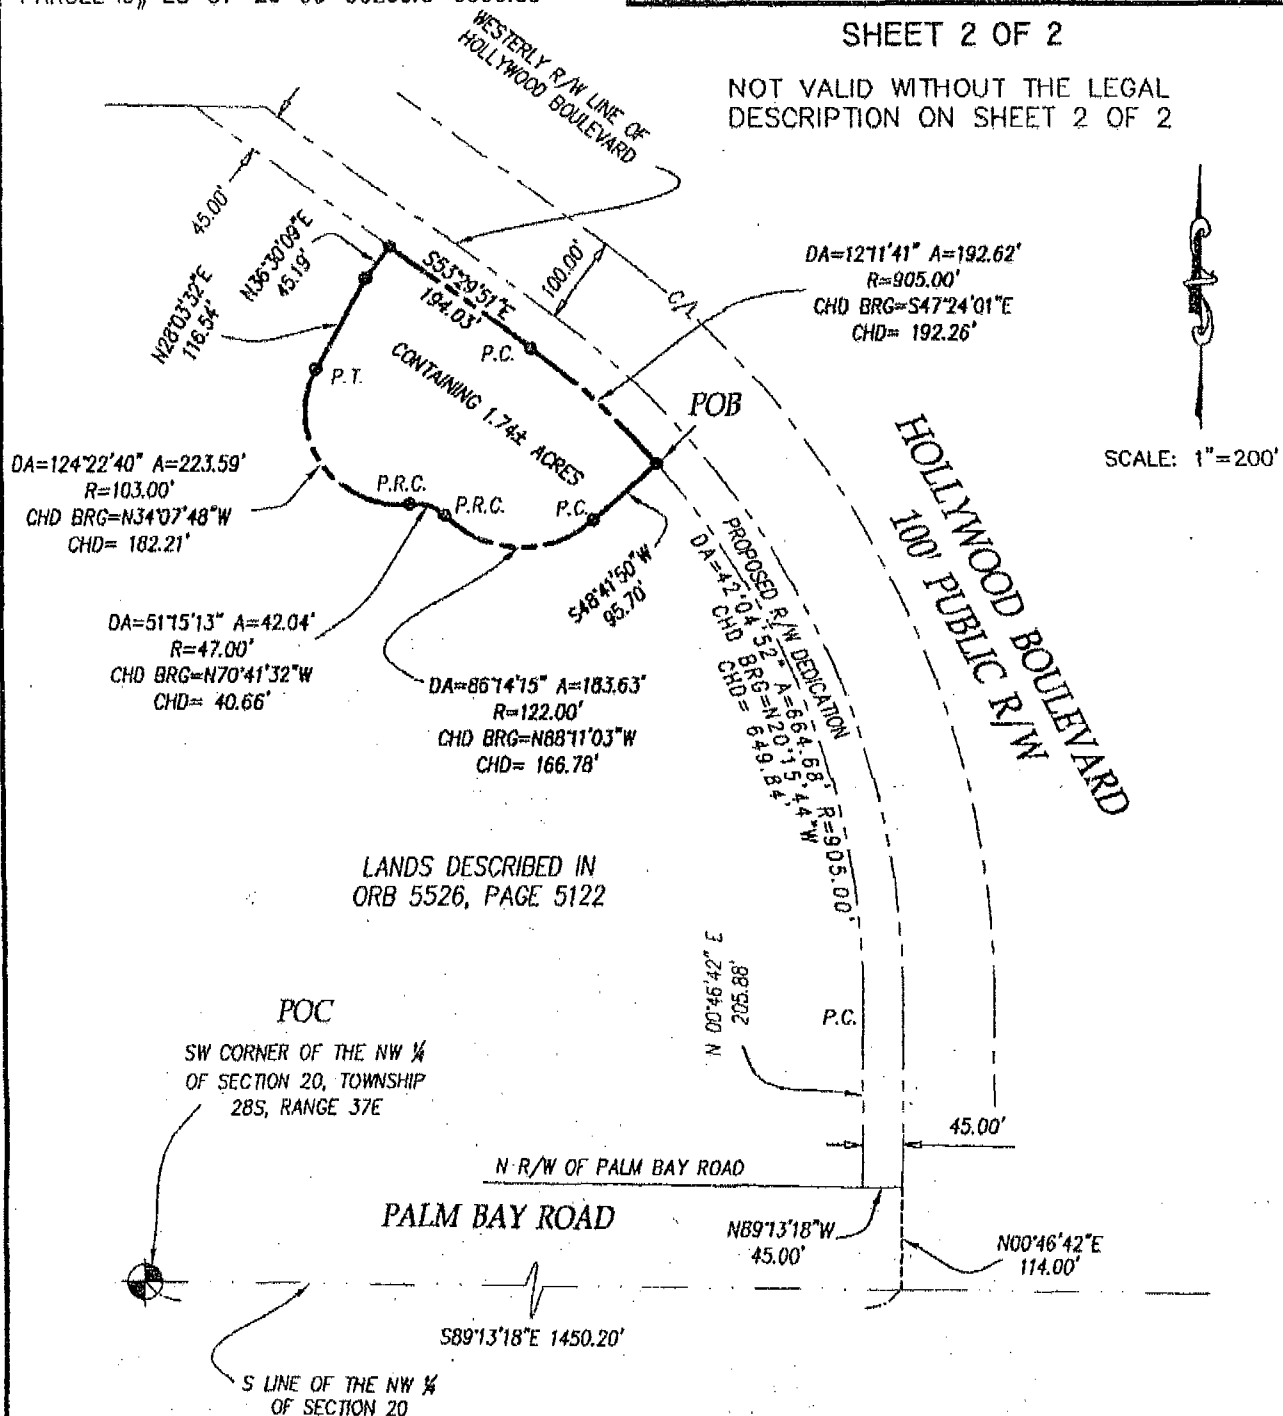 SHEET 2 OF 2
NOT VALID WITHOUT THE LEGAL
DESCRIPTION ON SHEET 2 OF 2
WESTERLY R/W LINE OF
HOLLYWOOD BOULEVARD
45.00'
N36°30'09"E
45.19'
N28°03'32"E
116.54'
S53°29'51"E
194.03'
100.00'
C/L
DA=12°11'41" A=192.62'
R=905.00'
CHD BRG=S47°24'01"E
CHD= 192.26'
P.C.
CONTAINING 1.74± ACRES
P.T.
POB
SCALE: 1"=200'
HOLLYWOOD BOULEVARD
100' PUBLIC R/W
DA=124°22'40" A=223.59'
R=103.00'
CHD BRG=N34°07'48"W
CHD= 182.21'
P.R.C.
P.R.C.
P.C.
S48°41'50"W
95.70'
PROPOSED R/W DEDICATION
DA=42°04'52" A=664.68' R=905.00'
CHD BRG=N20°15'44"W
CHD= 649.84'
DA=51°15'13" A=42.04'
R=47.00'
CHD BRG=N70°41'32"W
CHD= 40.66'
DA=86°14'15" A=183.63'
R=122.00'
CHD BRG=N88°11'03"W
CHD= 166.78'
LANDS DESCRIBED IN
ORB 5526, PAGE 5122
N 00°46'42" E
205.88'
P.C.
POC
SW CORNER OF THE NW ¼
OF SECTION 20, TOWNSHIP
28S, RANGE 37E
45.00'
N R/W OF PALM BAY ROAD
PALM BAY ROAD
N89°13'18"W
45.00'
N00°46'42"E
114.00'
S89°13'18"E 1450.20'
S LINE OF THE NW ¼
OF SECTION 20